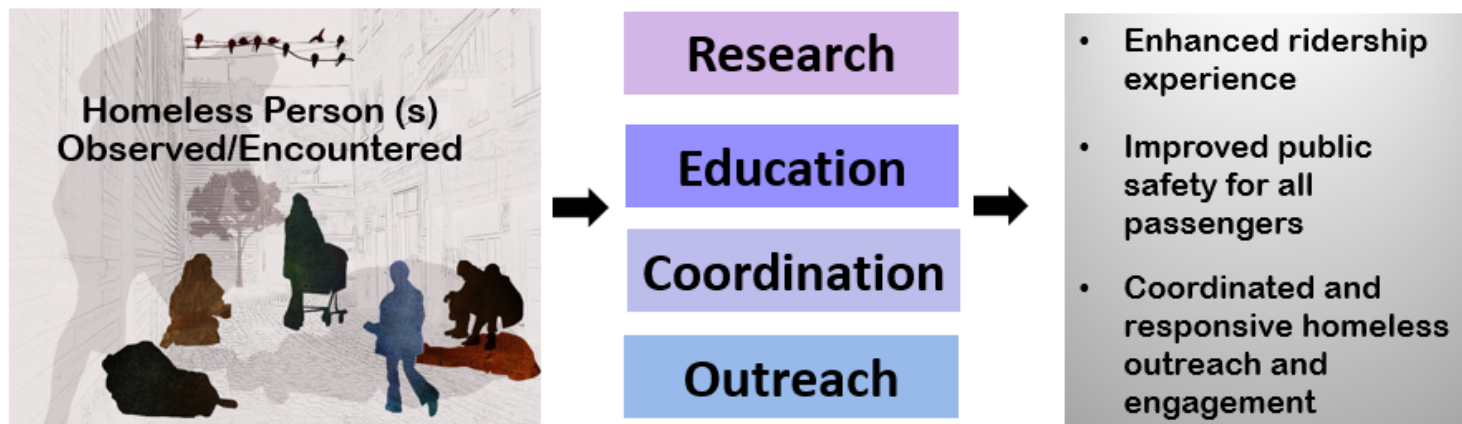 Homeless Person (s)
Observed/Encountered
Research
Education
Coordination
Outreach
• Enhanced ridership
experience
• Improved public
safety for all
passengers
• Coordinated and
responsive homeless
outreach and
engagement